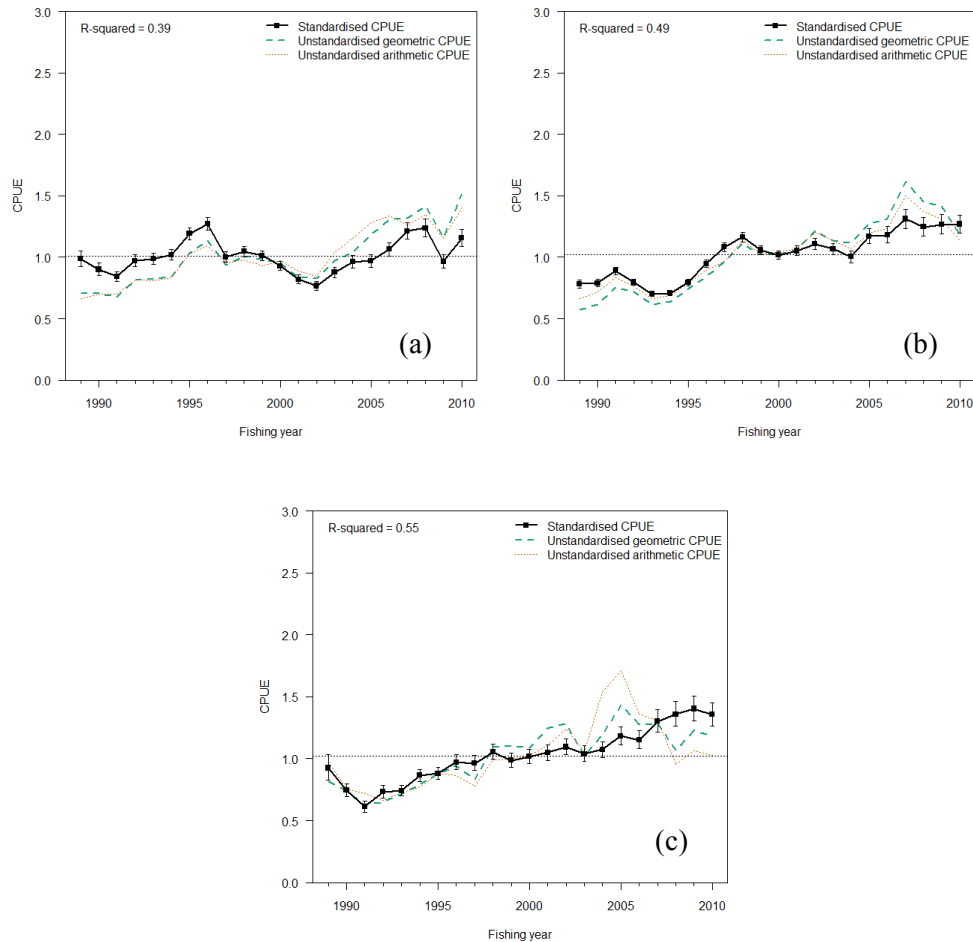 R-squared = 0.39
Standardised CPUE
Unstandardised geometric CPUE
Unstandardised arithmetic CPUE
3.0
2.5
2.0
1.5
1.0
0.5
0.0
CPUE
1990
1995
2000
2005
2010
Fishing year
(a)
R-squared = 0.49
Standardised CPUE
Unstandardised geometric CPUE
Unstandardised arithmetic CPUE
3.0
2.5
2.0
1.5
1.0
0.5
0.0
CPUE
1990
1995
2000
2005
2010
Fishing year
(b)
R-squared = 0.55
Standardised CPUE
Unstandardised geometric CPUE
Unstandardised arithmetic CPUE
3.0
2.5
2.0
1.5
1.0
0.5
0.0
CPUE
1990
1995
2000
2005
2010
Fishing year
(c)